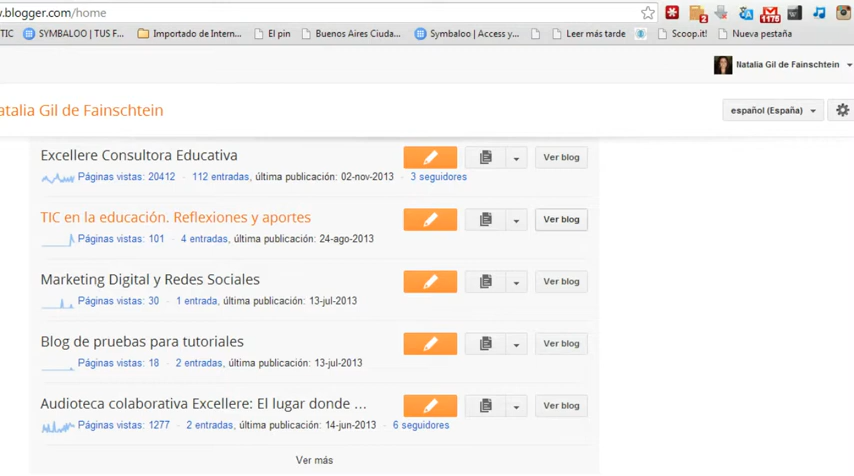 w.blogger.com/home
2
1178
TIC SYMBALOO | TUS F... Importado de Intern... El pin Buenos Aires Ciuda... Symbaloo | Access y... Leer más tarde Scoop.it! Nueva pestaña
Natalia Gil de Fainschtein
atalia Gil de Fainschtein español (España)
Excellere Consultora Educativa Ver blog
Páginas vistas: 20412 · 112 entradas, última publicación: 02-nov-2013 · 3 seguidores
TIC en la educación. Reflexiones y aportes Ver blog
Páginas vistas: 101 · 4 entradas, última publicación: 24-ago-2013
Marketing Digital y Redes Sociales Ver blog
Páginas vistas: 30 · 1 entrada, última publicación: 13-jul-2013
Blog de pruebas para tutoriales Ver blog
Páginas vistas: 18 · 2 entradas, última publicación: 13-jul-2013
Audioteca colaborativa Excellere: El lugar donde ... Ver blog
Páginas vistas: 1277 · 2 entradas, última publicación: 14-jun-2013 · 6 seguidores
Ver más